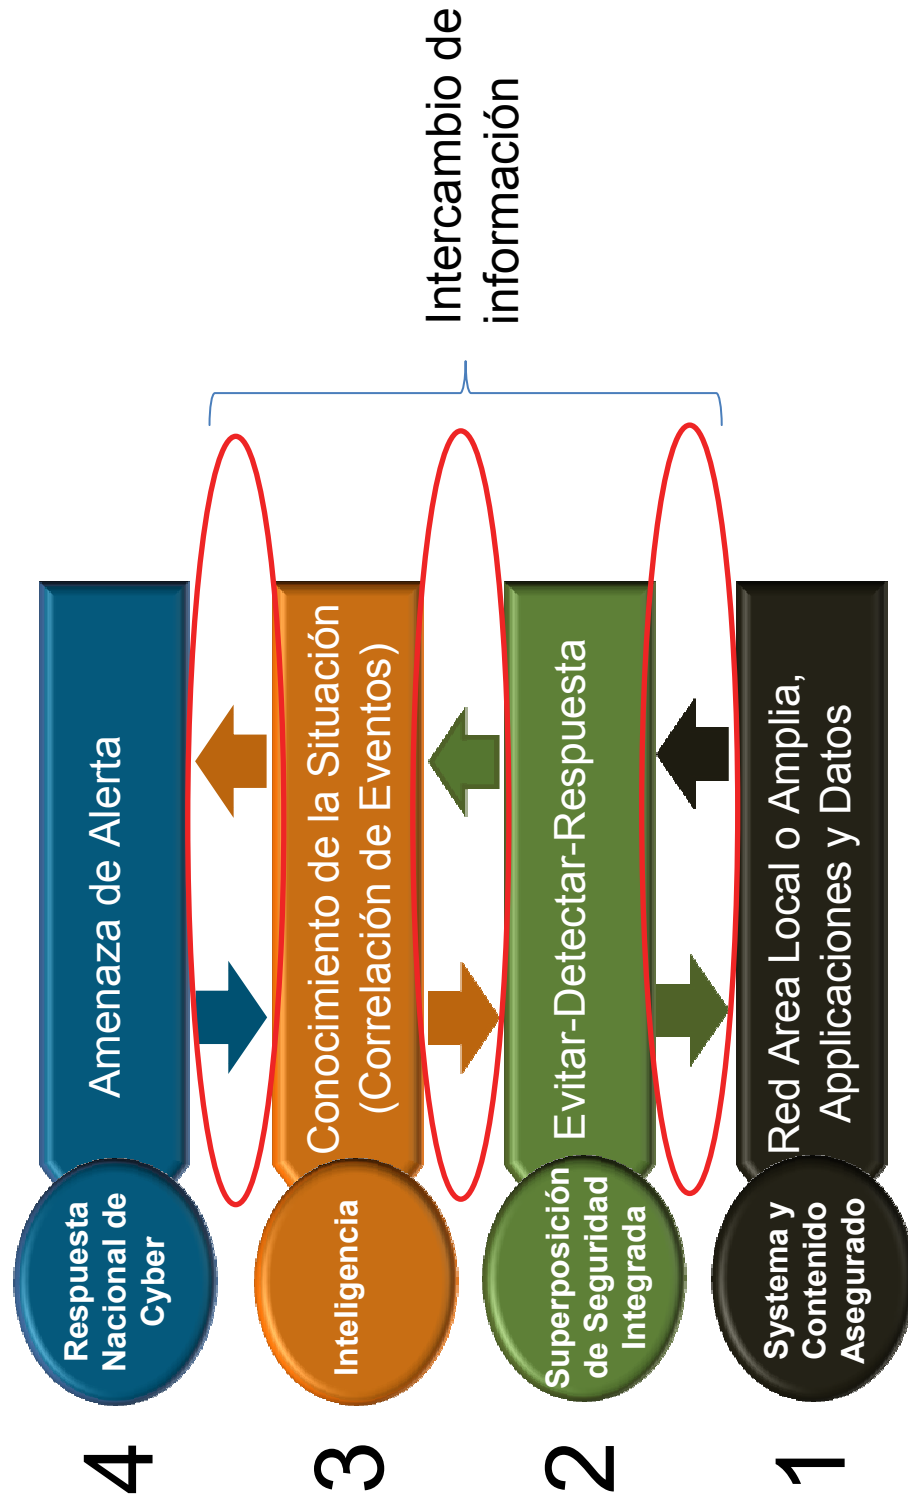 4
Respuesta
Nacional de
Cyber
Amenaza de Alerta
3
Inteligencia
Conocimiento de la Situación
(Correlación de Eventos)
2
Superposición
de Seguridad
Integrada
Evitar-Detectar-Respuesta
1
Systema y
Contenido
Asegurado
Red Area Local o Amplia,
Applicaciones y Datos
Intercambio de
información